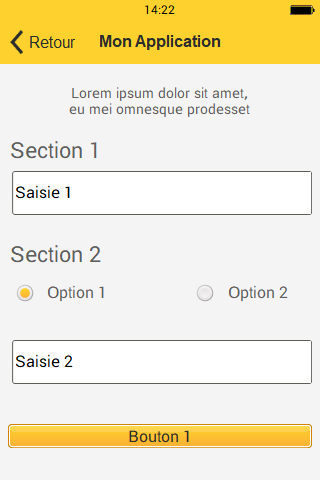 14:22
Retour Mon Application
Lorem ipsum dolor sit amet,
eu mei omnesque prodesset
Section 1
Saisie 1
Section 2
Option 1 Option 2
Saisie 2
Bouton 1